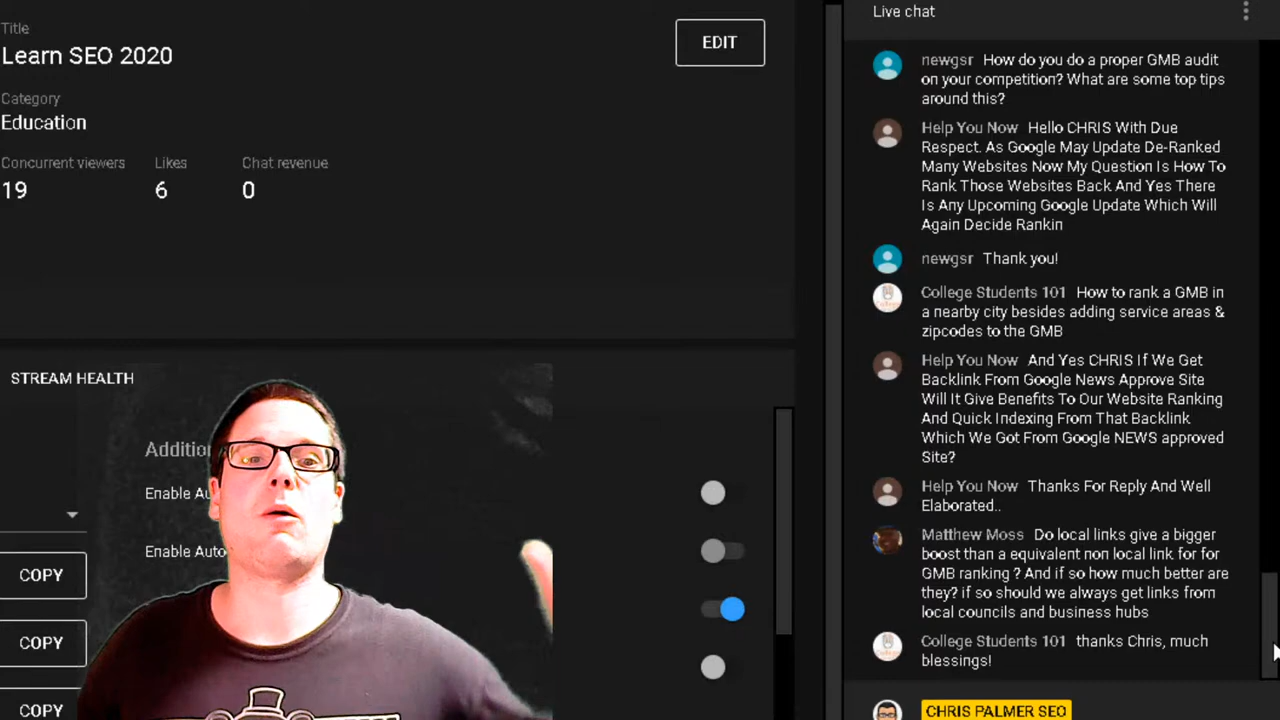 Title
Learn SEO 2020
EDIT
Category
Education
Concurrent viewers
Likes
Chat revenue
19
6
0
STREAM HEALTH
Additio
Enable Au
Enable Auto
COPY
COPY
COPY
Live chat
newgsr How do you do a proper GMB audit
on your competition? What are some top tips
around this?
Help You Now Hello CHRIS With Due
Respect. As Google May Update De-Ranked
Many Websites Now My Question Is How To
Rank Those Websites Back And Yes There
Is Any Upcoming Google Update Which Will
Again Decide Rankin
newgsr Thank you!
College Students 101 How to rank a GMB in
a nearby city besides adding service areas &
zipcodes to the GMB
Help You Now And Yes CHRIS If We Get
Backlink From Google News Approve Site
Will It Give Benefits To Our Website Ranking
And Quick Indexing From That Backlink
Which We Got From Google NEWS approved
Site?
Help You Now Thanks For Reply And Well
Elaborated..
Matthew Moss Do local links give a bigger
boost than a equivalent non local link for for
GMB ranking ? And if so how much better are
they? if so should we always get links from
local councils and business hubs
College Students 101 thanks Chris, much
blessings!
CHRIS PALMER SEO